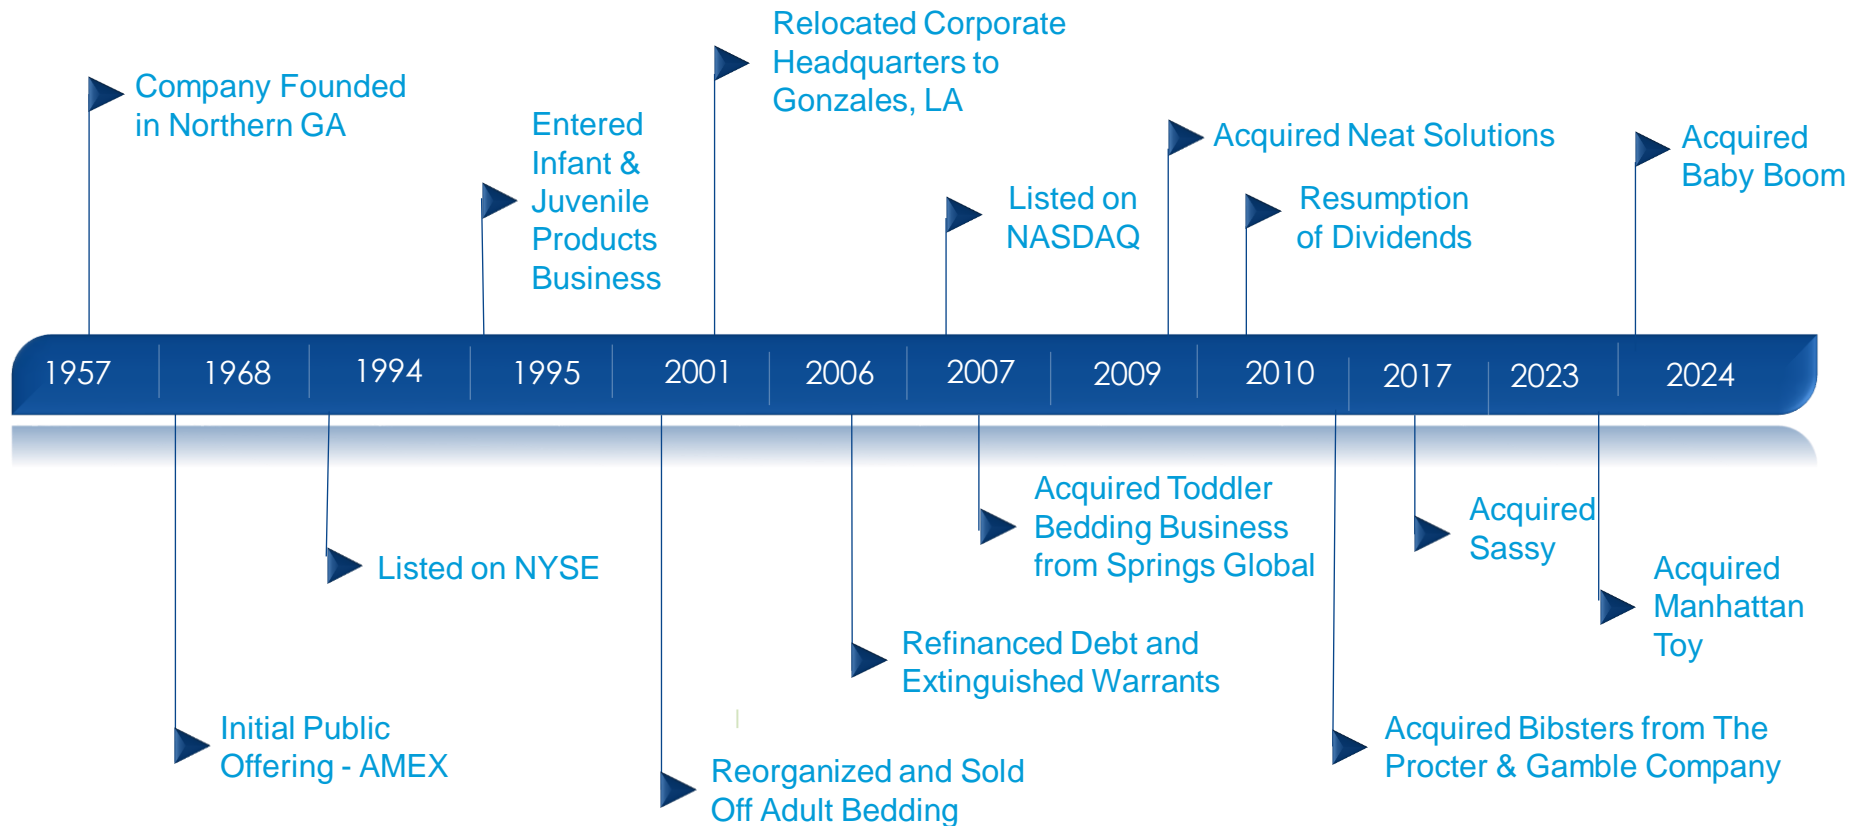 Relocated Corporate
Headquarters to
Gonzales, LA
Company Founded
in Northern GA
Entered
Infant &
Juvenile
Products
Business
Acquired Neat Solutions
Acquired
Baby Boom
Listed on
NASDAQ
Resumption
of Dividends
1957
1968
1994
1995
2001
2006
2007
2009
2010
2017
2023
2024
Acquired Toddler
Bedding Business
from Springs Global
Acquired
Sassy
Listed on NYSE
Acquired
Manhattan
Toy
Refinanced Debt and
Extinguished Warrants
Initial Public
Offering - AMEX
Acquired Bibsters from The
Procter & Gamble Company
Reorganized and Sold
Off Adult Bedding